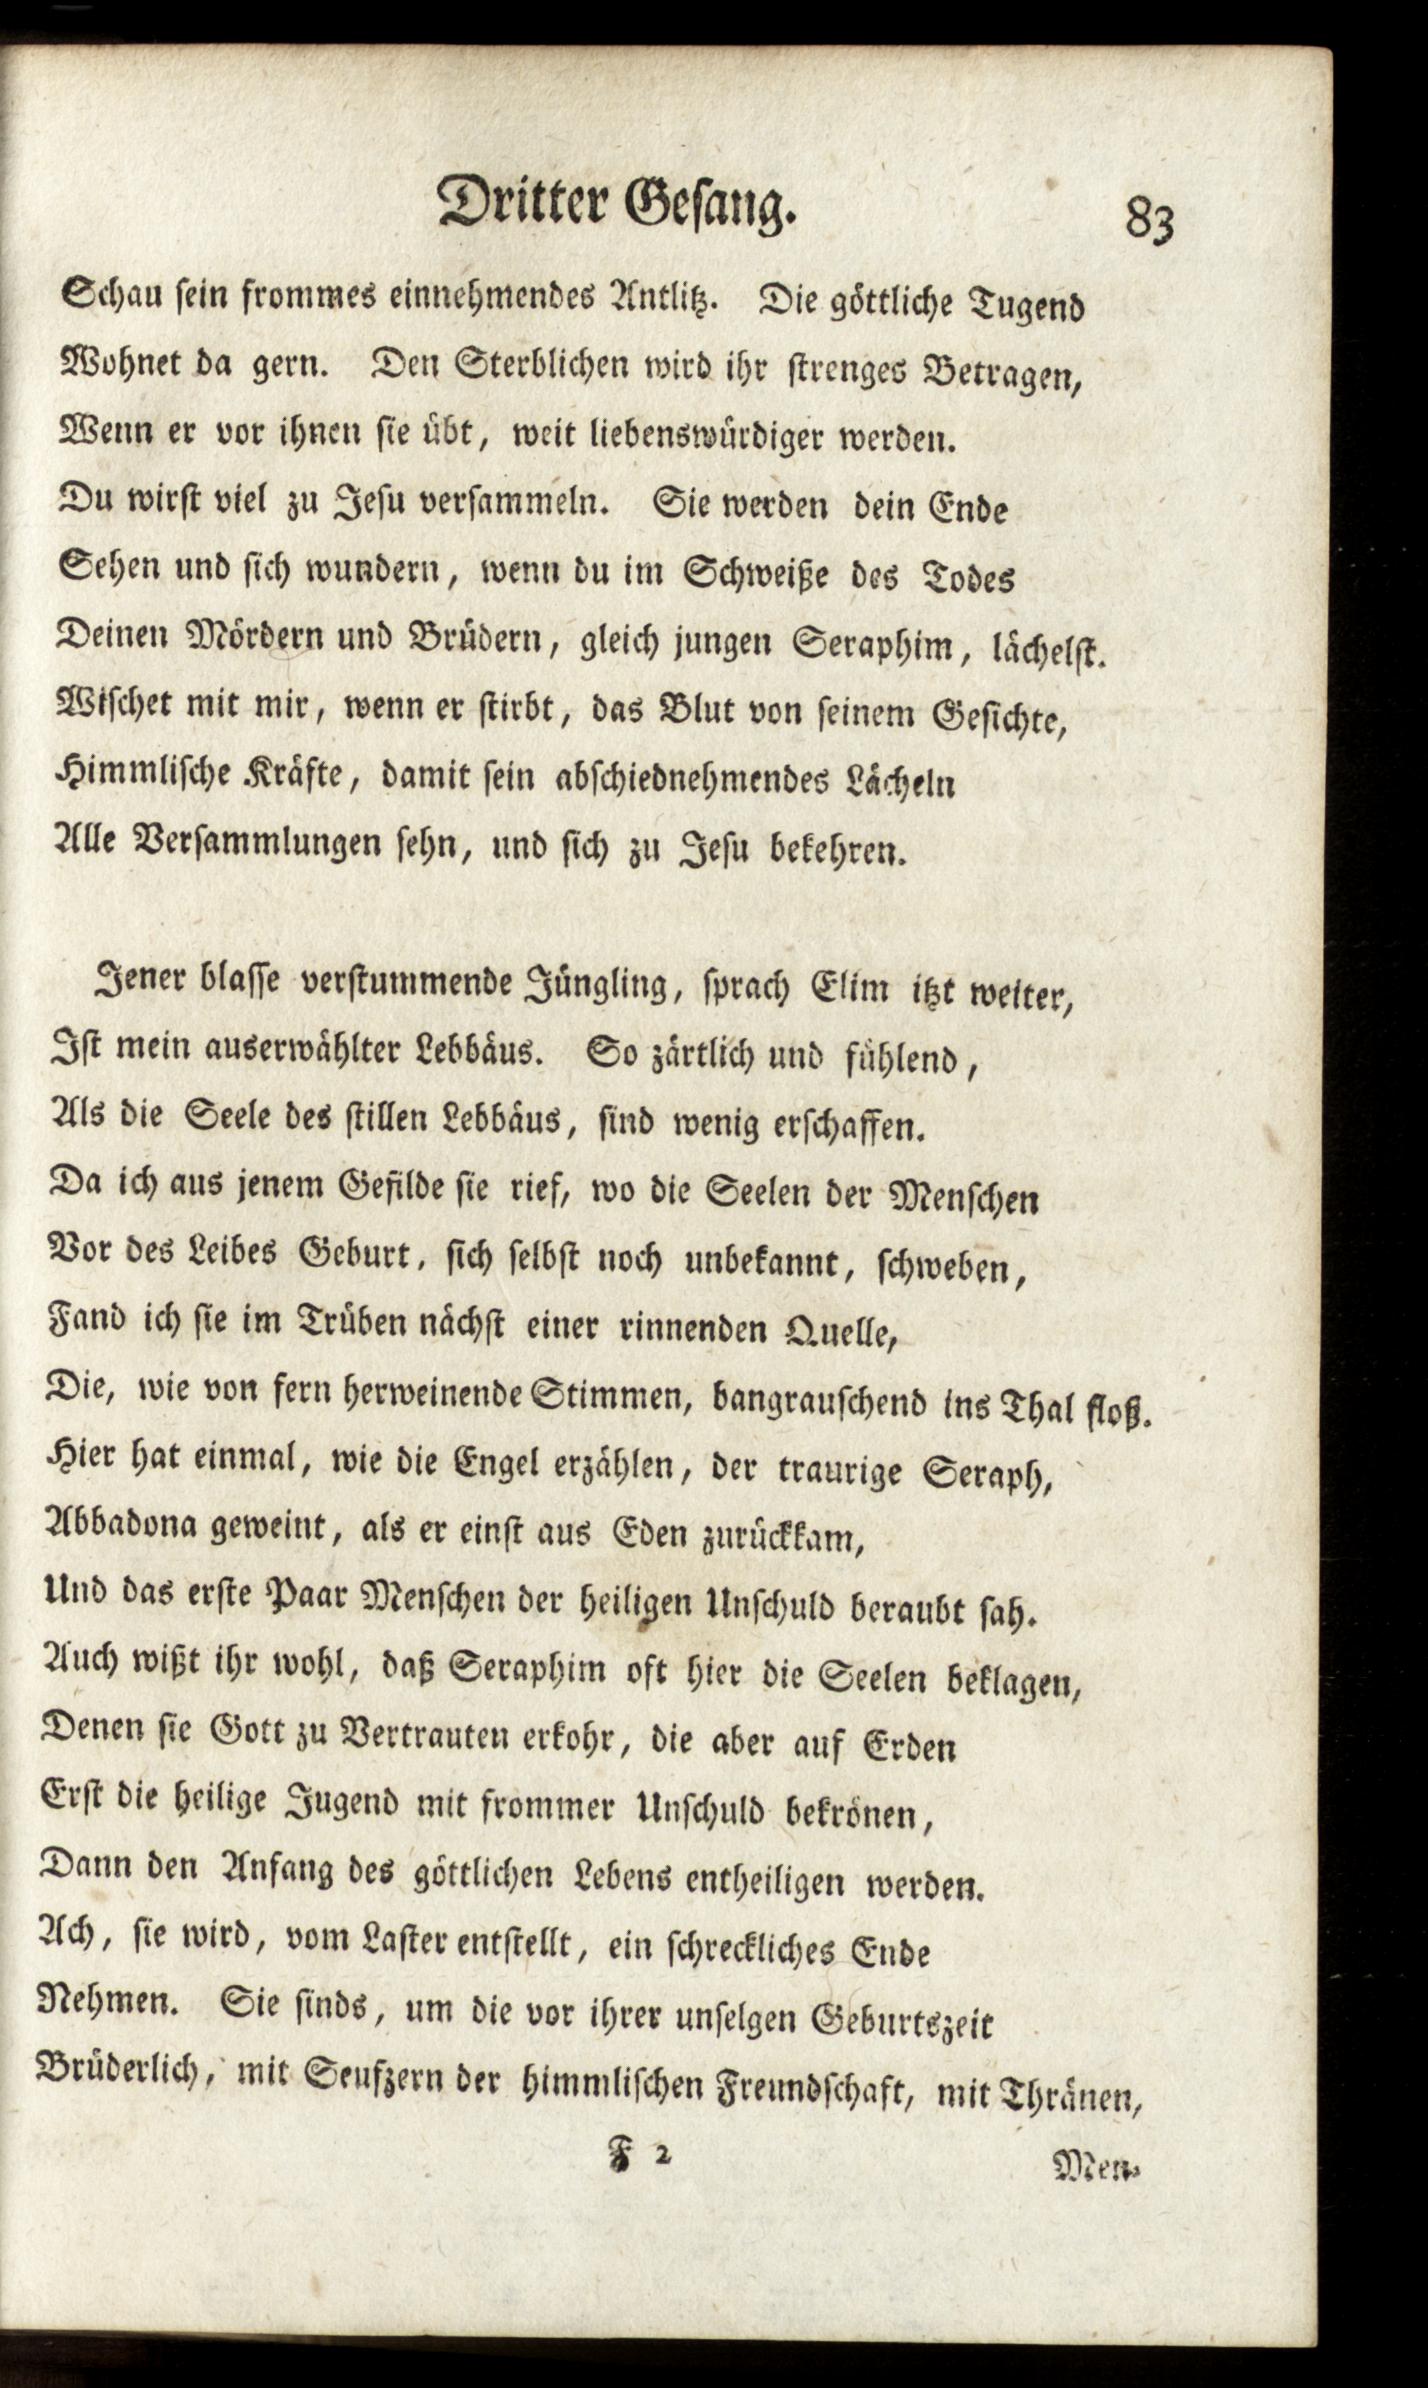 Dritter Gesang. 83
Schau sein frommes einnehmendes Antlitz. Die göttliche Tugend
Wohnet da gern. Den Sterblichen wird ihr strenges Betragen,
Wenn er vor ihnen sie übt, weit liebenswürdiger werden.
Du wirst viel zu Jesu versammeln. Sie werden dein Ende
Sehen und sich wundern, wenn du im Schweiße des Todes
Deinen Mördern und Brüdern, gleich jungen Seraphim, lächelst.
Wischet mit mir, wenn er stirbt, das Blut von seinem Gesichte,
Himmlische Kräfte, damit sein abschiednehmendes Lächeln
Alle Versammlungen sehn, und sich zu Jesu bekehren.
Jener blasse verstummende Jüngling, sprach Elim itzt weiter,
Ist mein auserwählter Lebbäus. So zärtlich und fühlend,
Als die Seele des stillen Lebbäus, sind wenig erschaffen.
Da ich aus jenem Gefilde sie rief, wo die Seelen der Menschen
Vor des Leibes Geburt, sich selbst noch unbekannt, schweben,
Fand ich sie im Trüben nächst einer rinnenden Quelle,
Die, wie von fern herweinende Stimmen, bangrauschend ins Thal floß.
Hier hat einmal, wie die Engel erzählen, der traurige Seraph,
Abbadona geweint, als er einst aus Eden zurückkam,
Und das erste Paar Menschen der heiligen Unschuld beraubt sah.
Auch wißt ihr wohl, daß Seraphim oft hier die Seelen beklagen,
Denen sie Gott zu Vertrauten erkohr, die aber auf Erden
Erst die heilige Jugend mit frommer Unschuld bekrönen,
Dann den Anfang des göttlichen Lebens entheiligen werden.
Ach, sie wird, vom Laster entstellt, ein schreckliches Ende
Nehmen. Sie sinds, um die vor ihrer unselgen Geburtszeit
Brüderlich, mit Seufzern der himmlischen Freundschaft, mit Thränen,
F 2 Men-